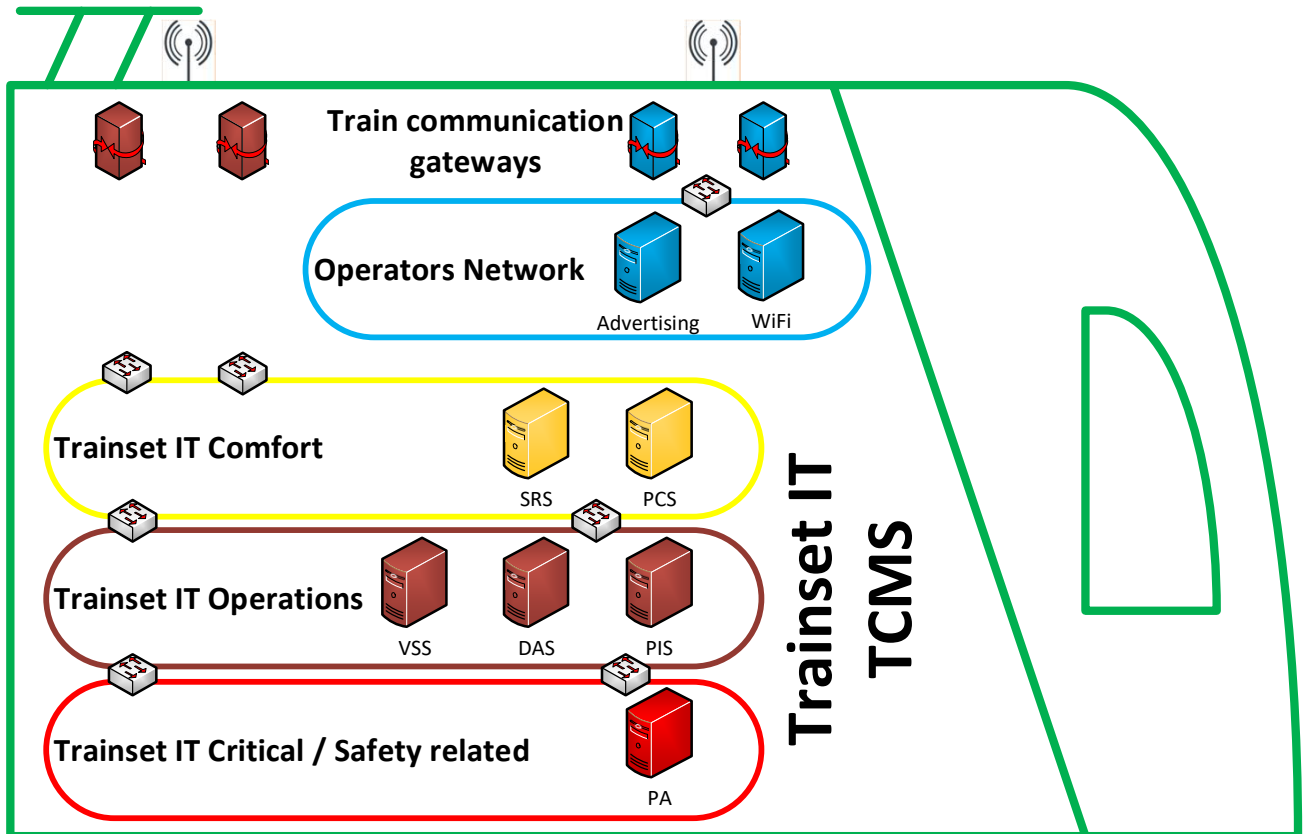 Train communication
gateways
Operators Network
Advertising
WiFi
Trainset IT Comfort
SRS
PCS
Trainset IT Operations
VSS
DAS
PIS
Trainset IT Critical / Safety related
PA
Trainset IT
TCMS